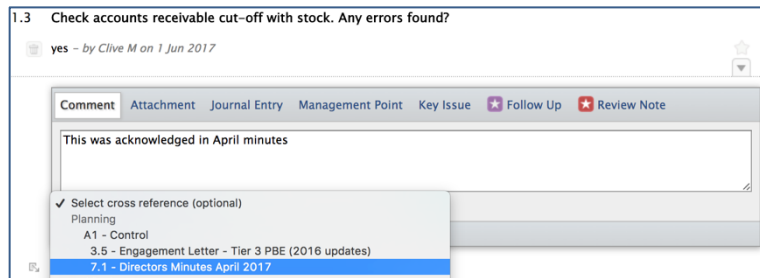 1.3 Check accounts receivable cut-off with stock. Any errors found?
yes - by Clive M on 1 Jun 2017
Comment Attachment Journal Entry Management Point Key Issue Follow Up Review Note
This was acknowledged in April minutes
✓ Select cross reference (optional)
Planning
A1 - Control
3.5 - Engagement Letter - Tier 3 PBE (2016 updates)
7.1 - Directors Minutes April 2017